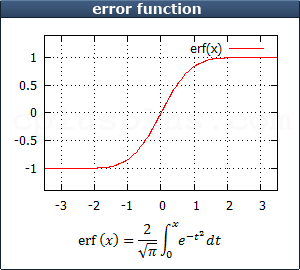 error function
erf(x)
1
0.5
0
-0.5
-1
-3 -2 -1 0 1 2 3
erf (x) = 2/√π ∫₀ˣ e^{-t²} dt